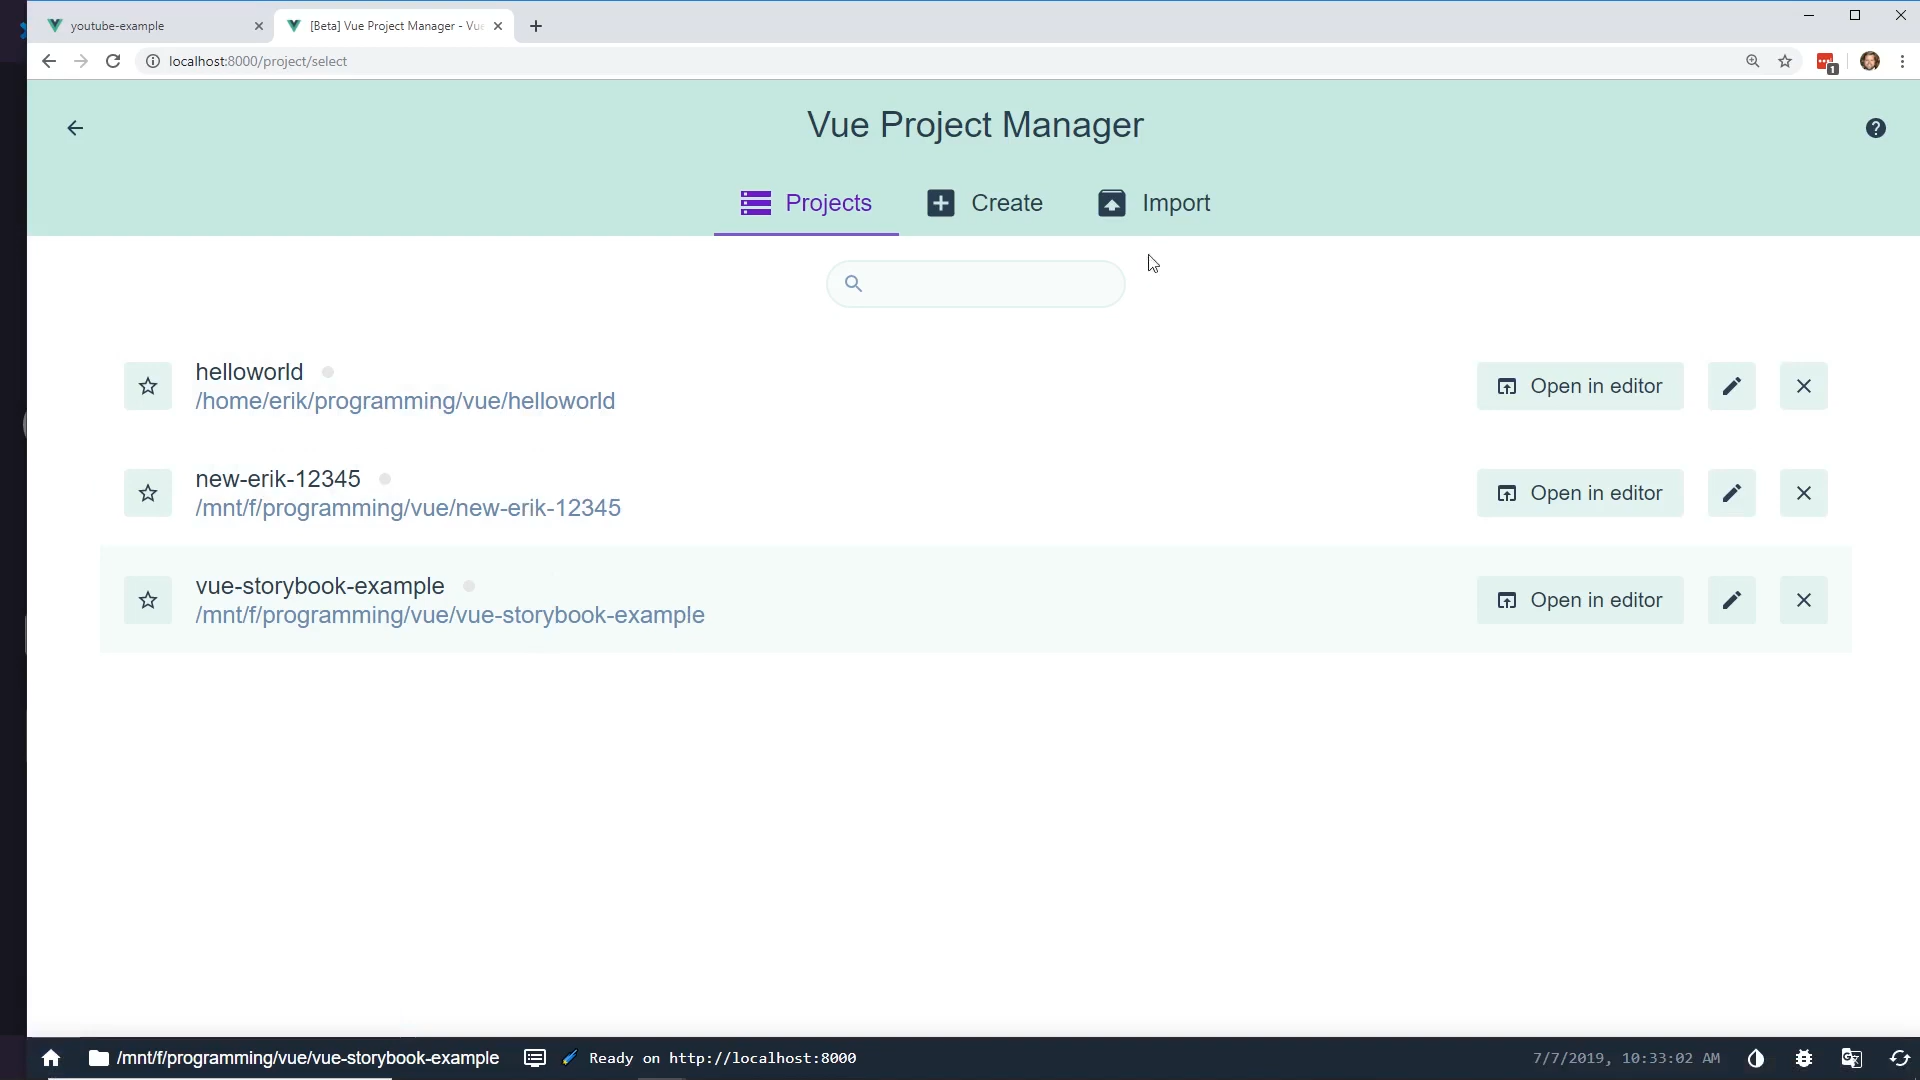 youtube-example
[Beta] Vue Project Manager - Vue
localhost:8000/project/select
1
Vue Project Manager
Projects
Create
Import
helloworld
/home/erik/programming/vue/helloworld
Open in editor
new-erik-12345
/mnt/f/programming/vue/new-erik-12345
Open in editor
vue-storybook-example
/mnt/f/programming/vue/vue-storybook-example
Open in editor
/mnt/f/programming/vue/vue-storybook-example
Ready on http://localhost:8000
7/7/2019, 10:33:02 AM